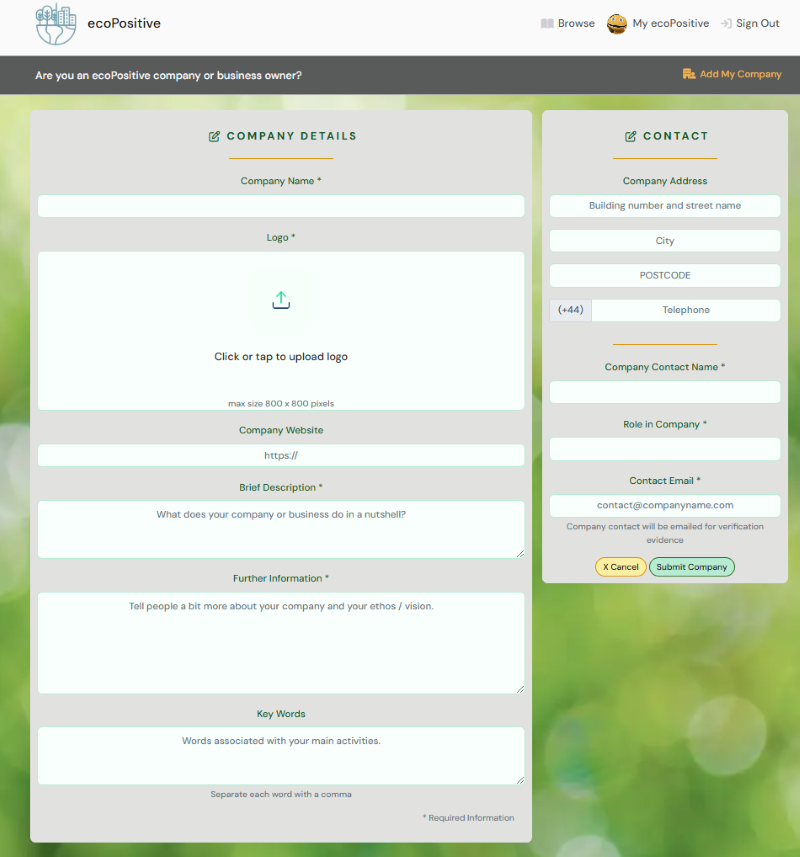 ecoPositive
Browse
My ecoPositive
Sign Out
Are you an ecoPositive company or business owner?
Add My Company
COMPANY DETAILS
Company Name *
Logo *
Click or tap to upload logo
max size 800 x 800 pixels
Company Website
https://
Brief Description *
What does your company or business do in a nutshell?
Further Information *
Tell people a bit more about your company and your ethos / vision.
Key Words
Words associated with your main activities.
Separate each word with a comma
* Required Information
CONTACT
Company Address
Building number and street name
City
POSTCODE
(+44)
Telephone
Company Contact Name *
Role in Company *
Contact Email *
contact@companyname.com
Company contact will be emailed for verification
evidence
X Cancel
Submit Company